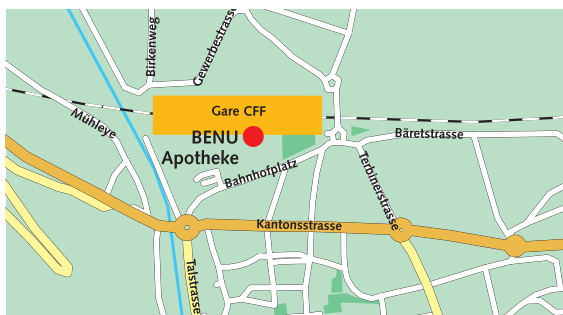 Birkenweg
Gewerbestrasse
Mühleye
Gare CFF
BENU
Apotheke
Bäretstrasse
Bahnhofplatz
Terbinerstrasse
Kantonsstrasse
Talstrasse